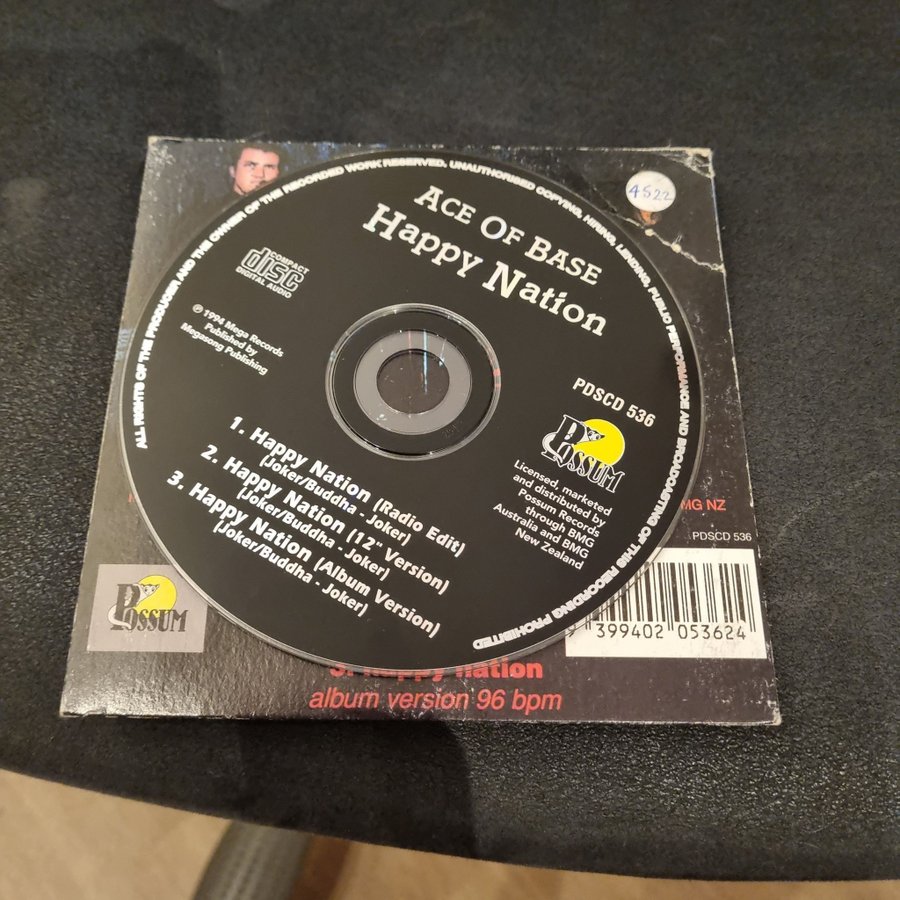 ALL RIGHTS OF THE PRODUCER AND THE OWNER OF THE RECORDED WORK RESERVED. UNAUTHORISED COPYING, HIRING, LENDING, PUBLIC PERFORMANCE AND BROADCASTING OF THIS RECORDING PROHIBITED
4522
ACE OF BASE
Happy Nation
COMPACT
disc
DIGITAL AUDIO
℗ 1994 Mega Records
Published by
Megasong Publishing
PDSCD 536
POSSUM
Licensed, marketed
and distributed by
Possum Records
through BMG
Australia and BMG
New Zealand
1. Happy Nation (Radio Edit)
(Joker/Buddha - Joker)
2. Happy Nation (12" Version)
(Joker/Buddha - Joker)
3. Happy Nation (Album Version)
(Joker/Buddha - Joker)
MG NZ
PDSCD 536
POSSUM
9 399402 053624
3. happy nation
album version 96 bpm